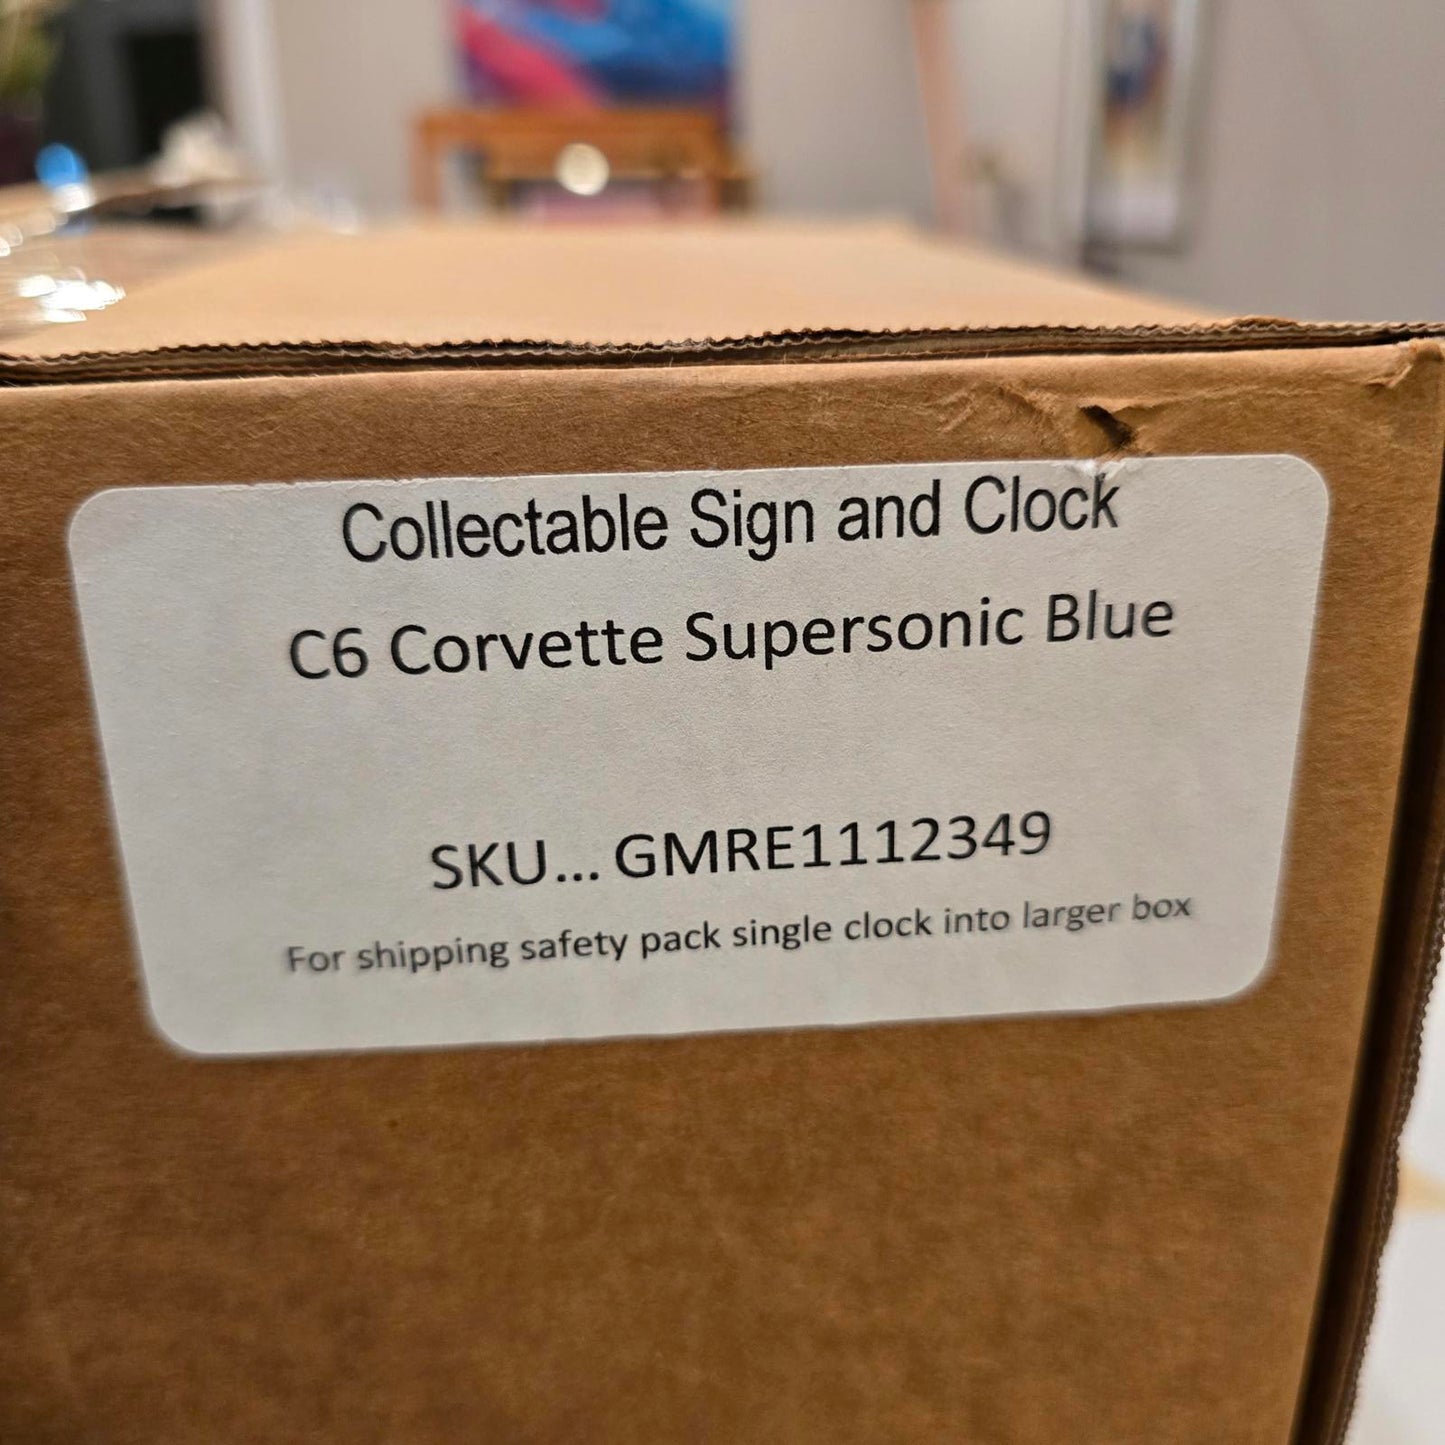 Collectable Sign and Clock
C6 Corvette Supersonic Blue
SKU... GMRE1112349
For shipping safety pack single clock into larger box